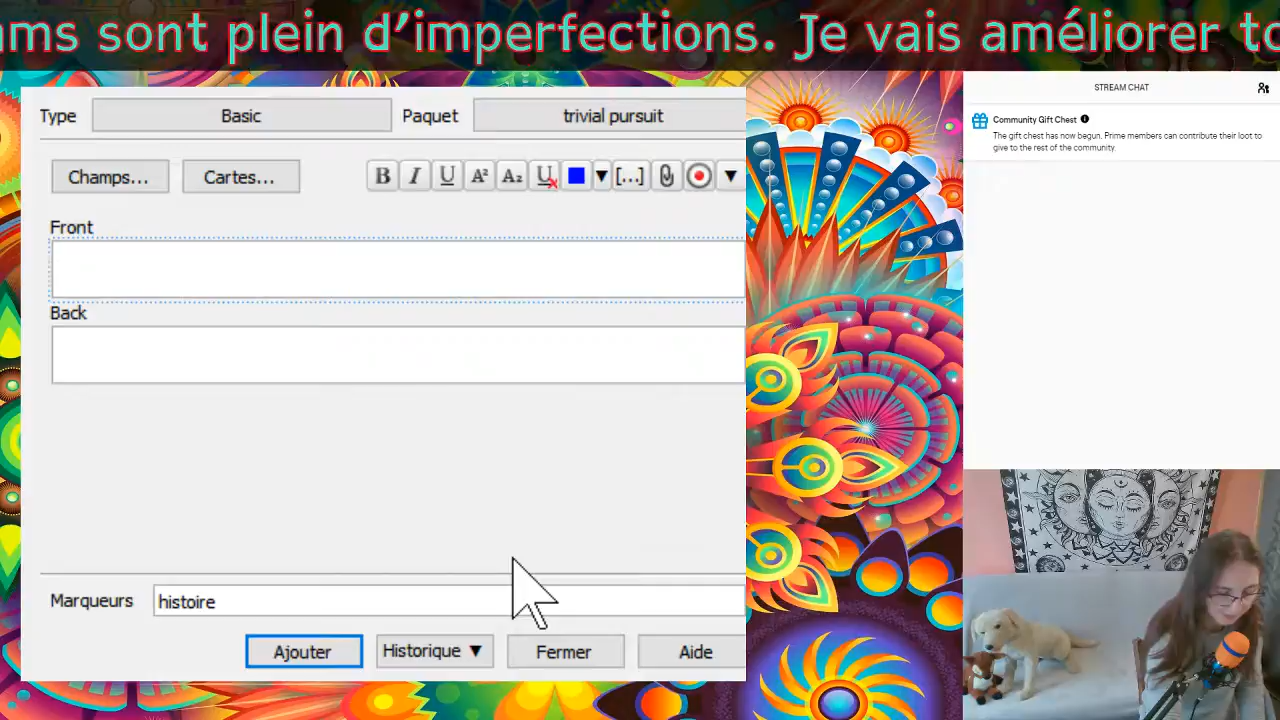 ms sont plein d’imperfections. Je vais améliorer to
Type Basic Paquet trivial pursuit
Champs... Cartes... B I U A² A₂ U [...]
Front
Back
Marqueurs histoire
Ajouter Historique ▼ Fermer Aide
STREAM CHAT
Community Gift Chest
The gift chest has now begun. Prime members can contribute their loot to
give to the rest of the community.